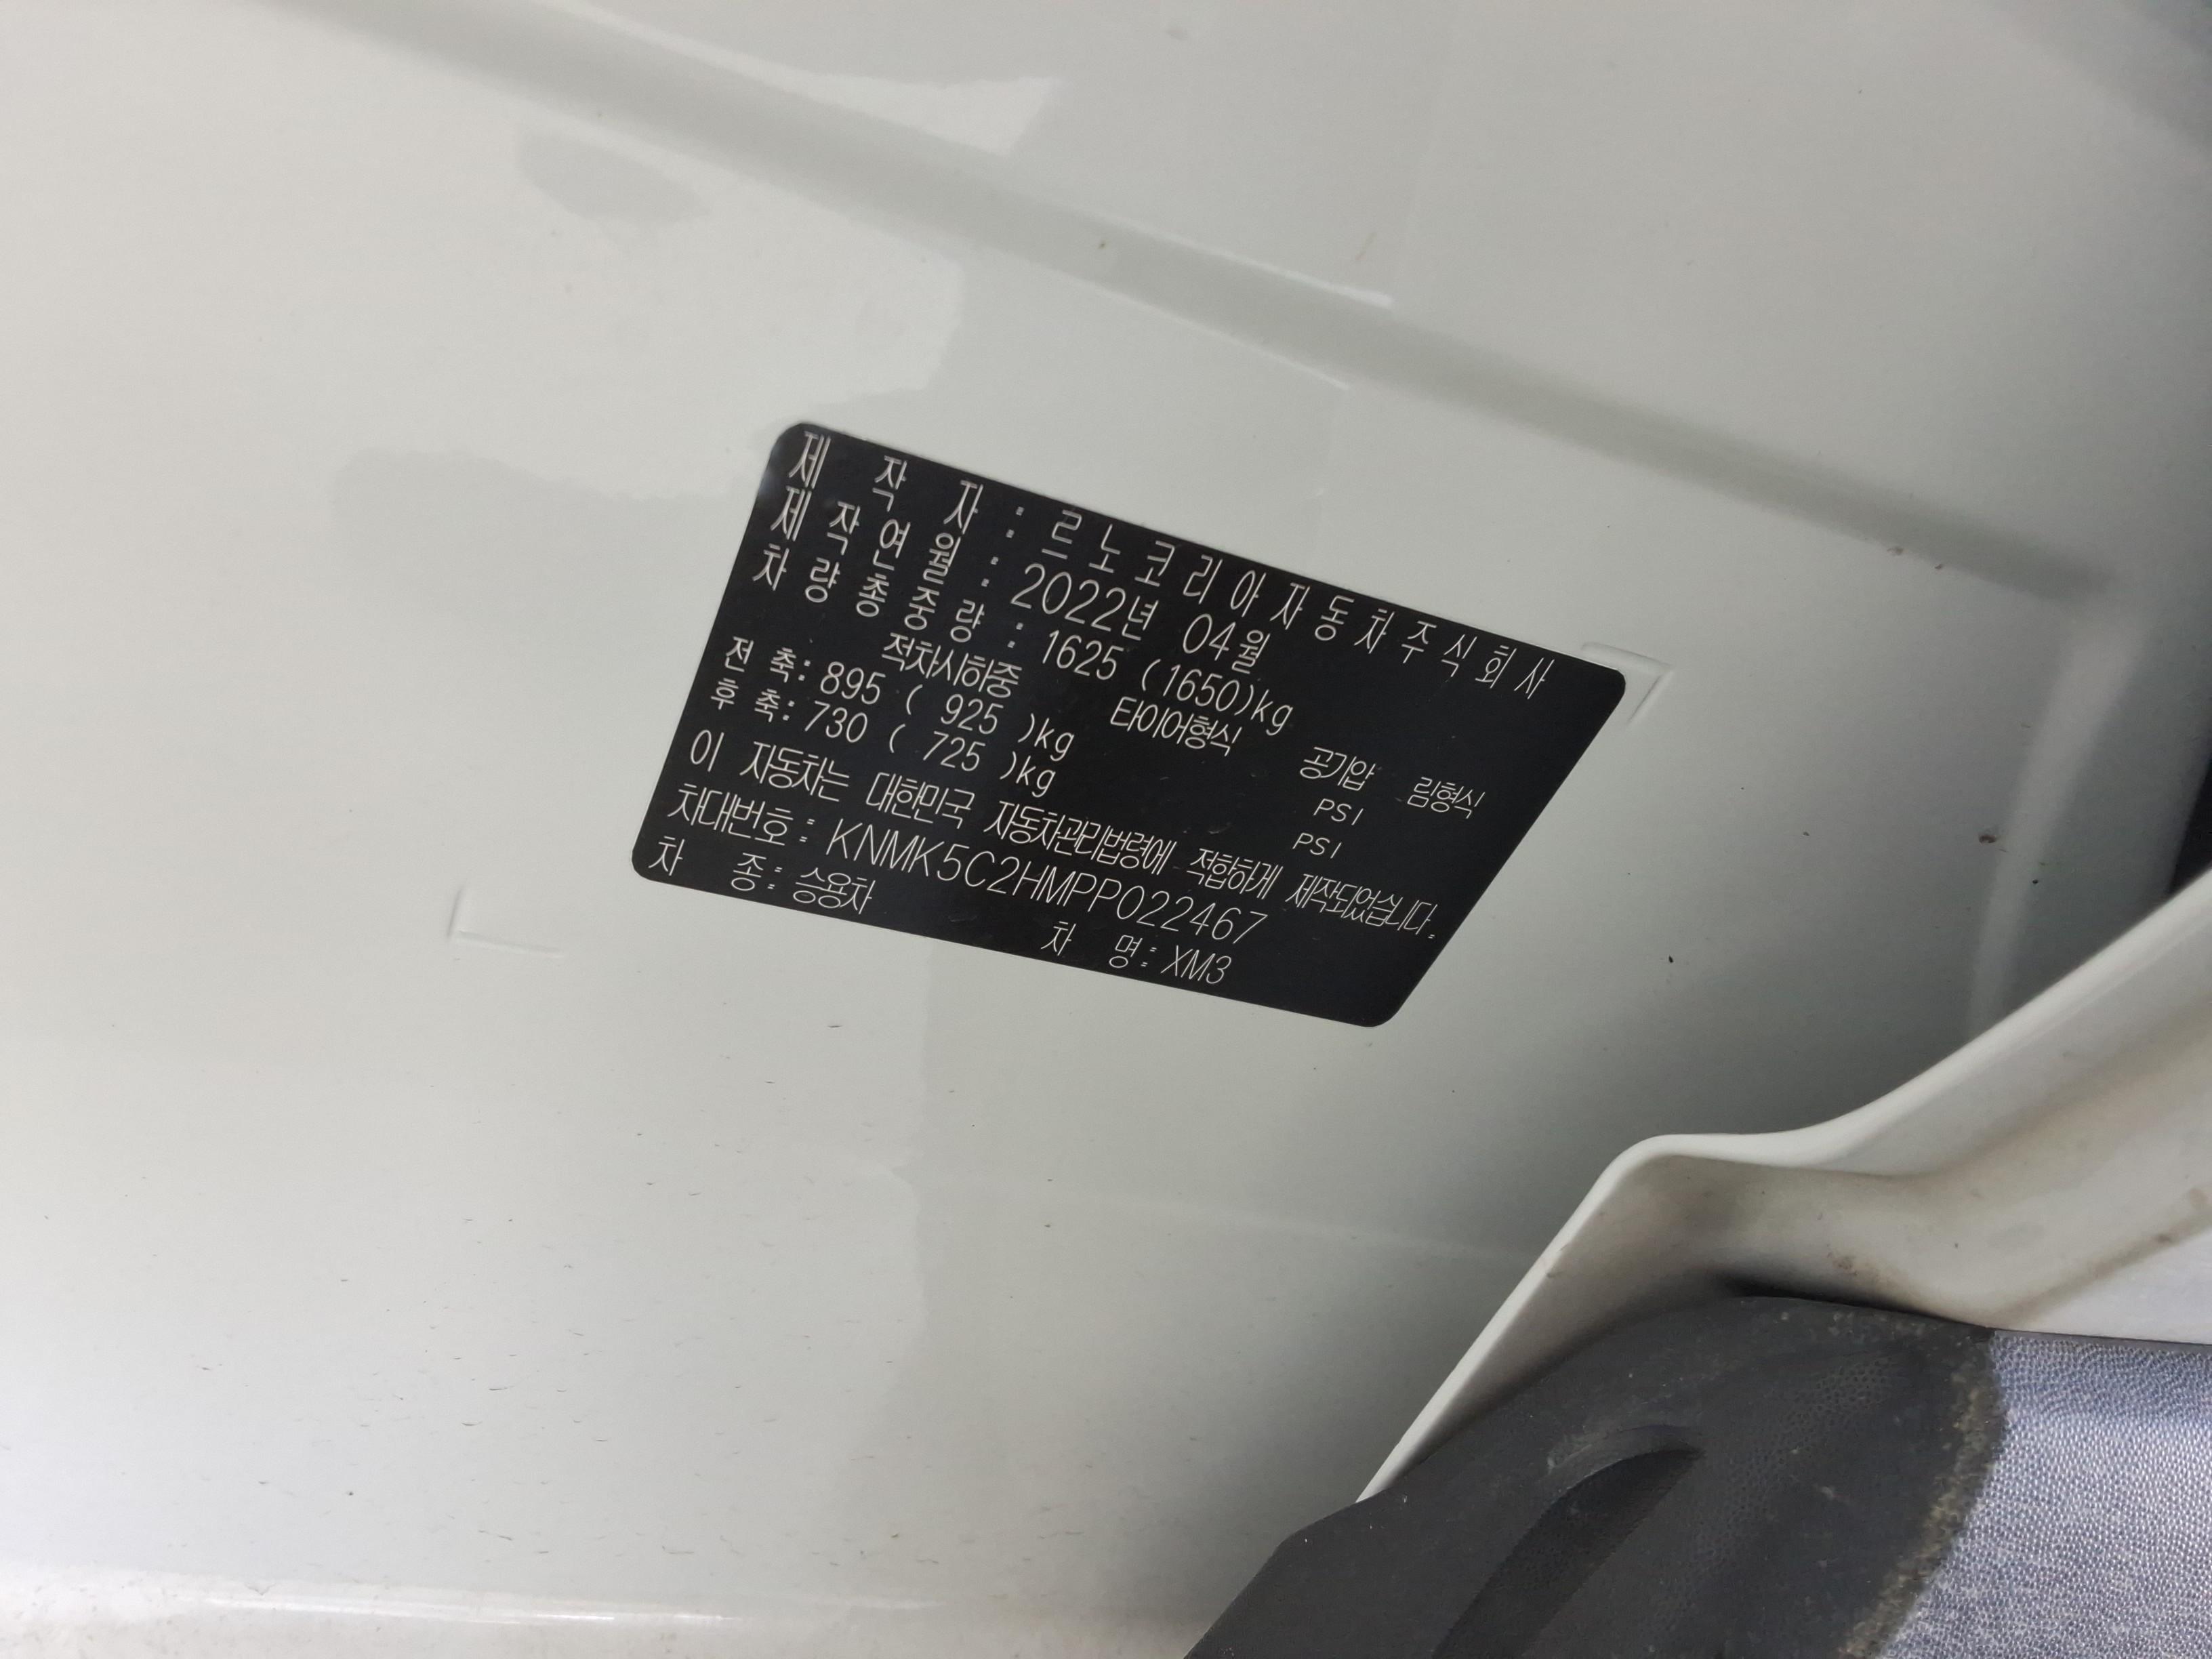 제 작 자 : 르노코리아자동차주식회사
제작연월 : 2022년 04월
차량총중량 : 1625 (1650)kg
적차시하중 타이어형식 공기압 림형식
전 축: 895 ( 925 )kg PSI
후 축: 730 ( 725 )kg PSI
이 자동차는 대한민국 자동차관리법령에 적합하게 제작되었습니다.
차대번호: KNMK5C2HMPP022467
차 종: 승용차 차 명: XM3